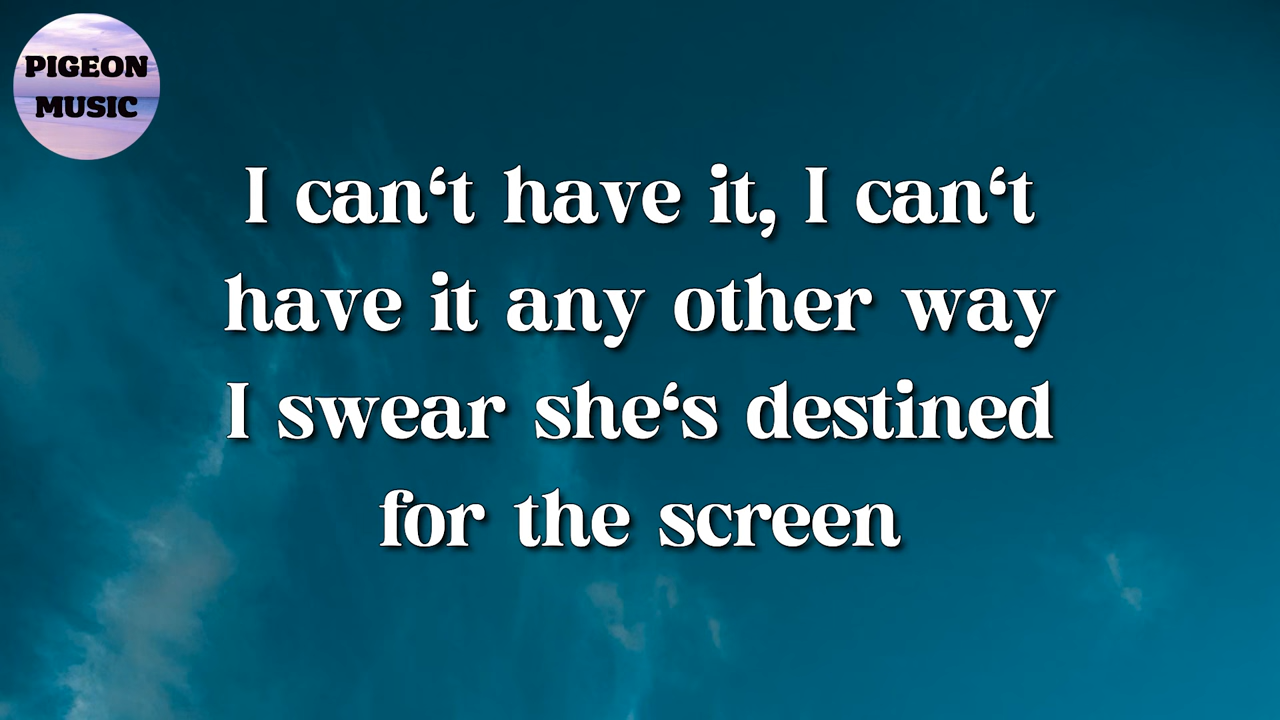 PIGEON
MUSIC
I can‘t have it, I can‘t
have it any other way
I swear she‘s destined
for the screen